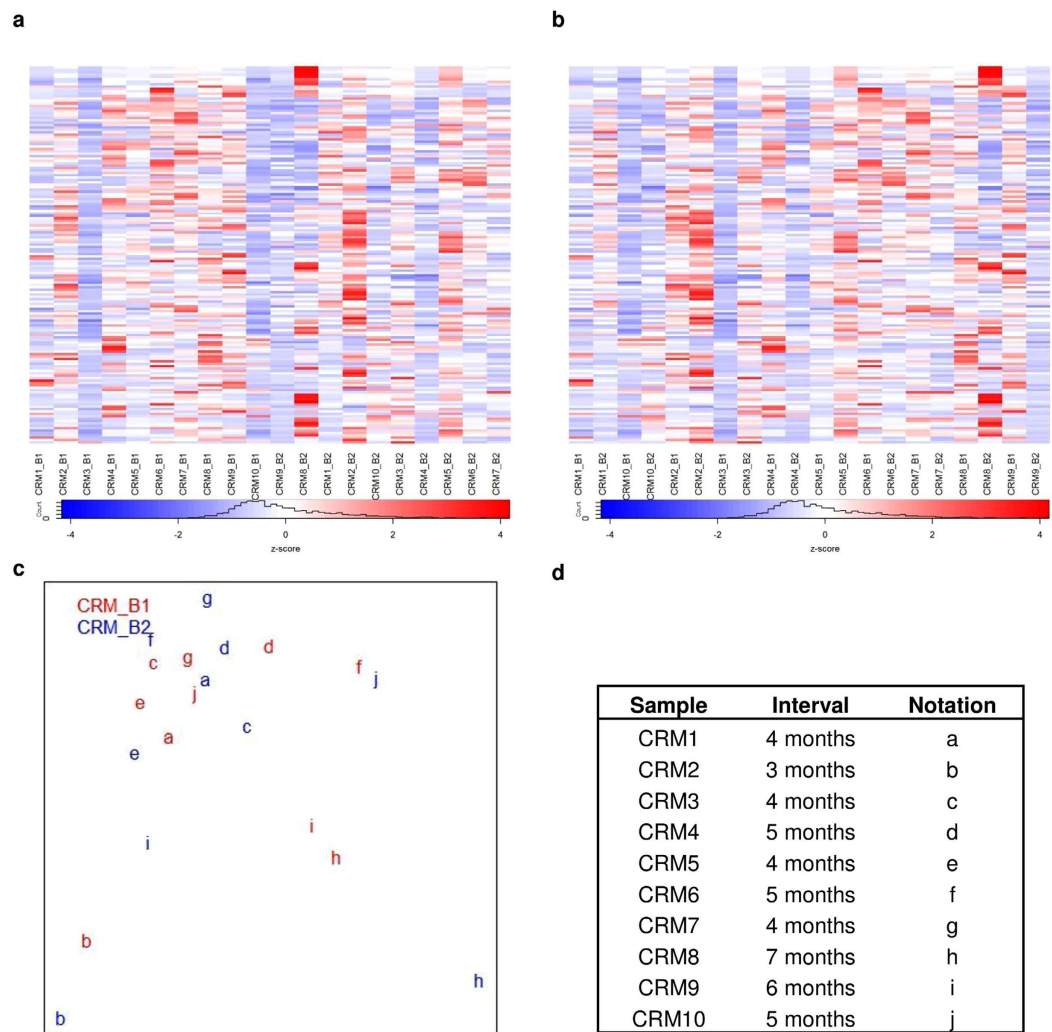 a
CRM1_B1
CRM2_B1
CRM3_B1
CRM4_B1
CRM5_B1
CRM6_B1
CRM7_B1
CRM8_B1
CRM9_B1
CRM10_B1
CRM9_B2
CRM8_B2
CRM11_B2
CRM12_B2
CRM10_B2
CRM3_B2
CRM4_B2
CRM5_B2
CRM6_B2
CRM7_B2
Count
0
-4 -2 0 2 4
z-score
b
CRM1_B1
CRM11_B2
CRM10_B1
CRM10_B2
CRM2_B1
CRM12_B2
CRM3_B1
CRM3_B2
CRM4_B1
CRM4_B2
CRM5_B1
CRM5_B2
CRM6_B1
CRM6_B2
CRM7_B1
CRM7_B2
CRM8_B1
CRM8_B2
CRM9_B1
CRM9_B2
Count
0
-4 -2 0 2 4
z-score
c
g
CRM_B1
CRM_B2
f
d d
c g f
a j
j
e
c
a
e
i
i
h
b
h
b
d
Sample Interval Notation
CRM1 4 months a
CRM2 3 months b
CRM3 4 months c
CRM4 5 months d
CRM5 4 months e
CRM6 5 months f
CRM7 4 months g
CRM8 7 months h
CRM9 6 months i
CRM10 5 months j